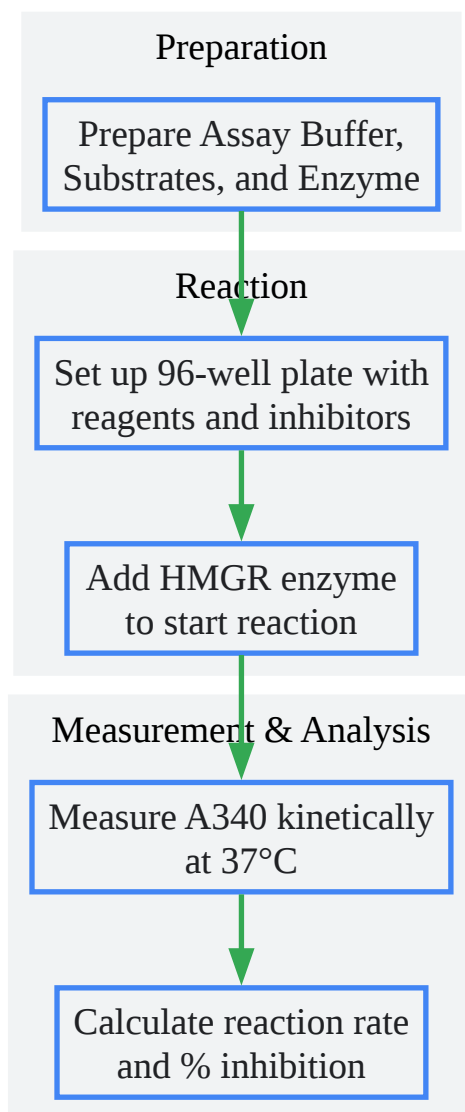 Preparation
Prepare Assay Buffer,
Substrates, and Enzyme
Reaction
Set up 96-well plate with
reagents and inhibitors
Add HMGR enzyme
to start reaction
Measurement & Analysis
Measure A340 kinetically
at 37°C
Calculate reaction rate
and % inhibition